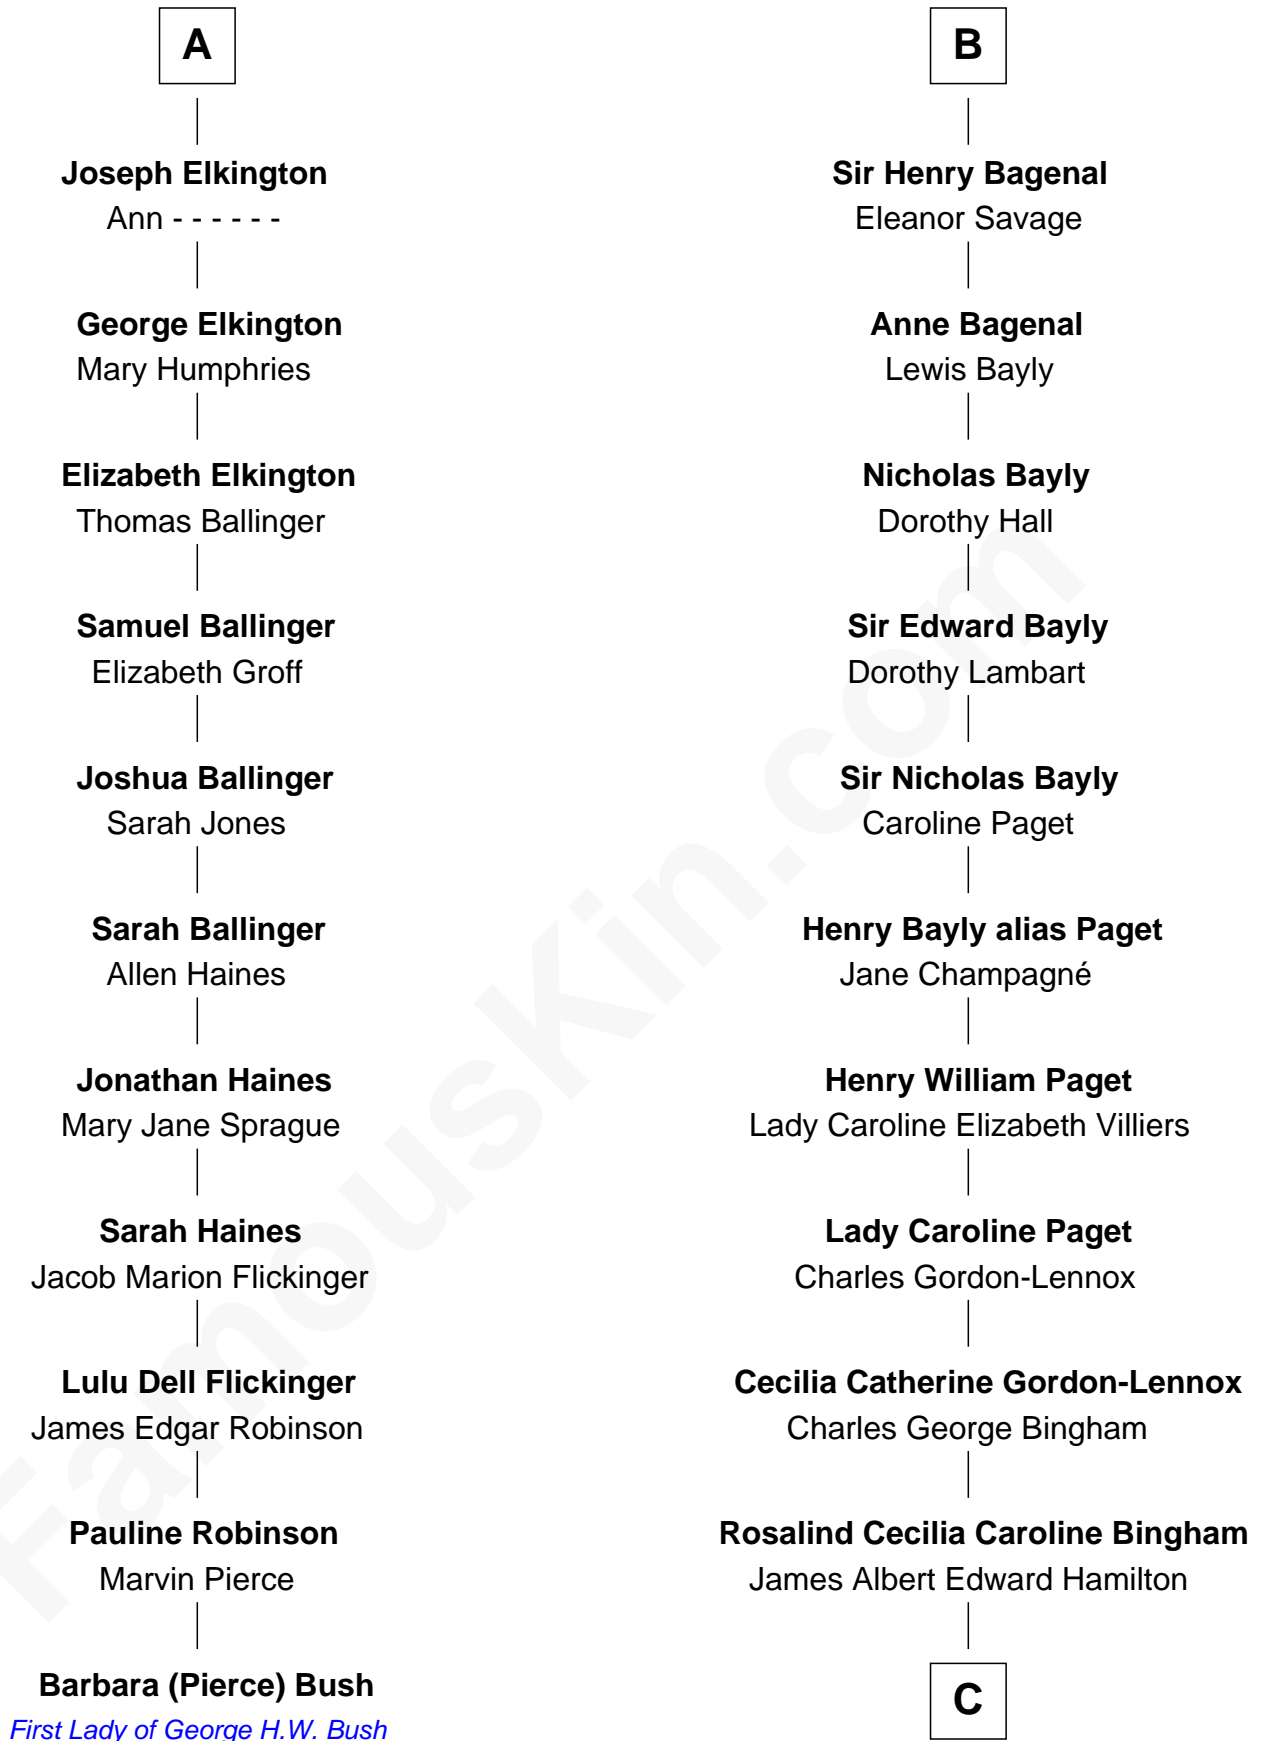 A
Joseph Elkington
Ann - - - - - -
George Elkington
Mary Humphries
Elizabeth Elkington
Thomas Ballinger
Samuel Ballinger
Elizabeth Groff
Joshua Ballinger
Sarah Jones
Sarah Ballinger
Allen Haines
Jonathan Haines
Mary Jane Sprague
Sarah Haines
Jacob Marion Flickinger
Lulu Dell Flickinger
James Edgar Robinson
Pauline Robinson
Marvin Pierce
Barbara (Pierce) Bush
First Lady of George H.W. Bush
B
Sir Henry Bagenal
Eleanor Savage
Anne Bagenal
Lewis Bayly
Nicholas Bayly
Dorothy Hall
Sir Edward Bayly
Dorothy Lambart
Sir Nicholas Bayly
Caroline Paget
Henry Bayly alias Paget
Jane Champagné
Henry William Paget
Lady Caroline Elizabeth Villiers
Lady Caroline Paget
Charles Gordon-Lennox
Cecilia Catherine Gordon-Lennox
Charles George Bingham
Rosalind Cecilia Caroline Bingham
James Albert Edward Hamilton
C
FamousKin.com